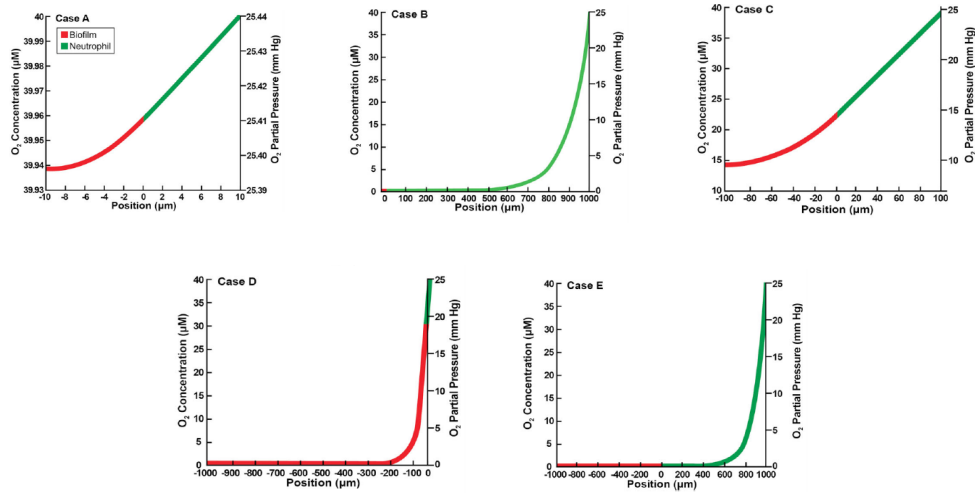 Case A
Biofilm
Neutrophil
O₂ Concentration (µM)
40
39.99
39.98
39.97
39.96
39.95
39.94
39.93
-10 -8 -6 -4 -2 0 2 4 6 8 10
Position (µm)
25.44
25.43
25.42
25.41
25.40
25.39
O₂ Partial Pressure (mm Hg)
Case B
O₂ Concentration (µM)
40
35
30
25
20
15
10
5
0
0 100 200 300 400 500 600 700 800 900 1000
Position (µm)
25
20
15
10
5
0
O₂ Partial Pressure (mm Hg)
Case C
O₂ Concentration (µM)
40
35
30
25
20
15
10
-100 -80 -60 -40 -20 0 20 40 60 80 100
Position (µm)
25
20
15
10
O₂ Partial Pressure (mm Hg)
Case D
O₂ Concentration (µM)
40
35
30
25
20
15
10
5
0
-1000 -900 -800 -700 -600 -500 -400 -300 -200 -100 0
Position (µm)
25
20
15
10
5
0
O₂ Partial Pressure (mm Hg)
Case E
O₂ Concentration (µM)
40
35
30
25
20
15
10
5
0
-1000 -800 -600 -400 -200 0 200 400 600 800 1000
Position (µm)
25
20
15
10
5
0
O₂ Partial Pressure (mm Hg)